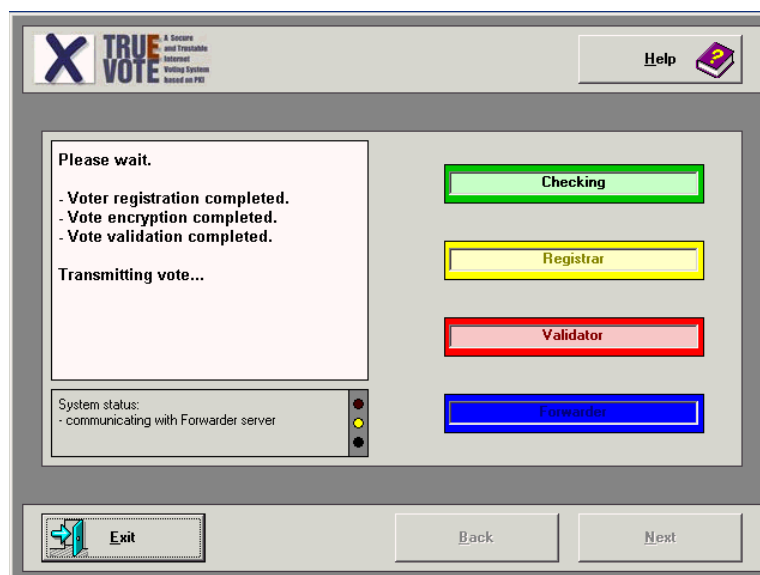 TRUE VOTE
A Secure
and Trustable
Internet
Voting System
based on PKI
Help
Please wait.
- Voter registration completed.
- Vote encryption completed.
- Vote validation completed.
Transmitting vote...
Checking
Registrar
Validator
Forwarder
System status:
- communicating with Forwarder server
Exit
Back
Next